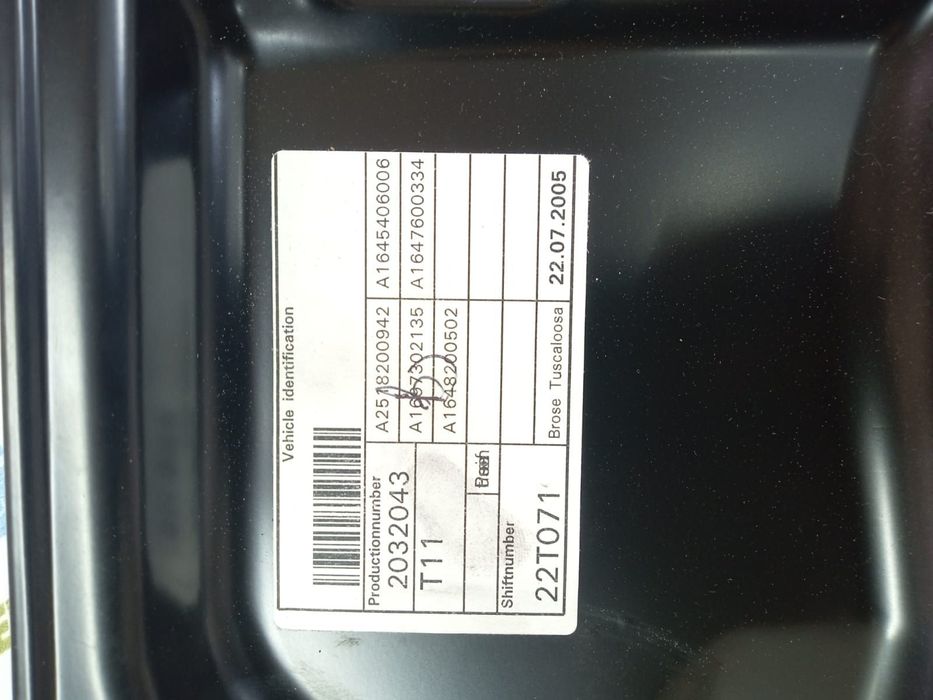 Vehicle identification
Productionnumber
2032043
T11
Shiftnumber
22T071
A2518200942 A1645406006
A1647600334
A1648200502
Brose Tuscaloosa 22.07.2005